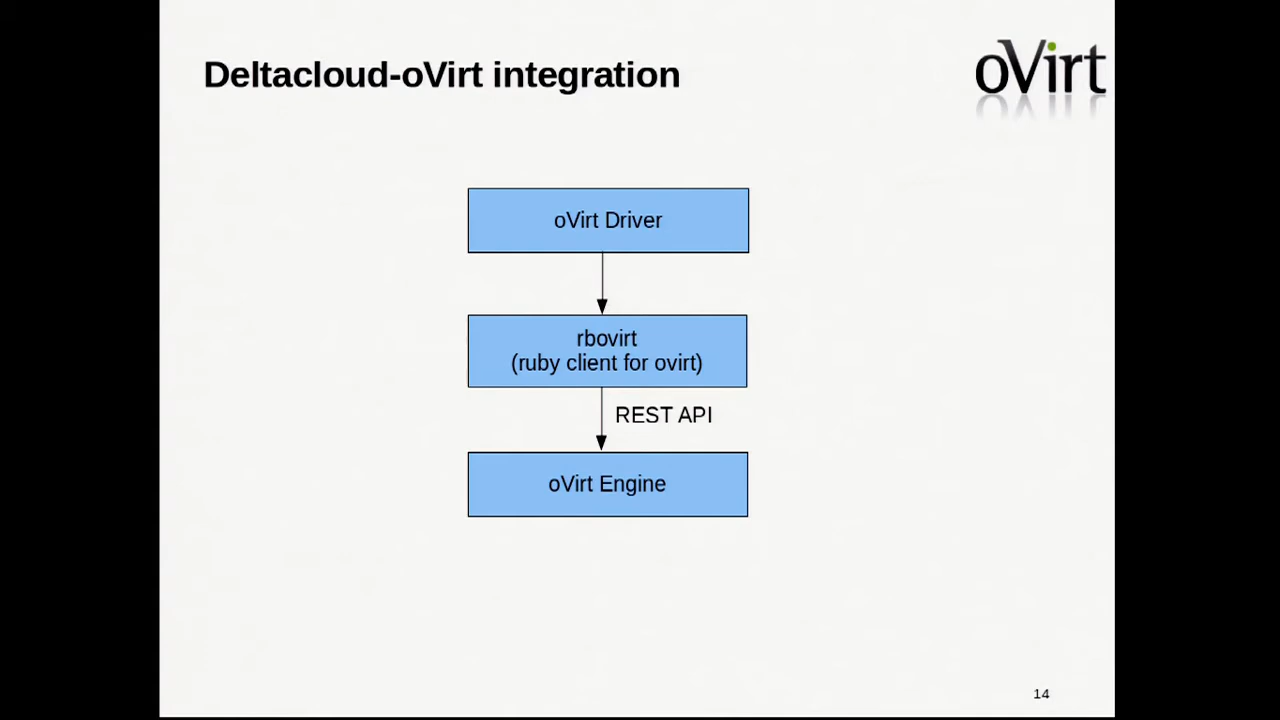 Deltacloud-oVirt integration
oVirt
oVirt Driver
rbovirt
(ruby client for ovirt)
REST API
oVirt Engine
14